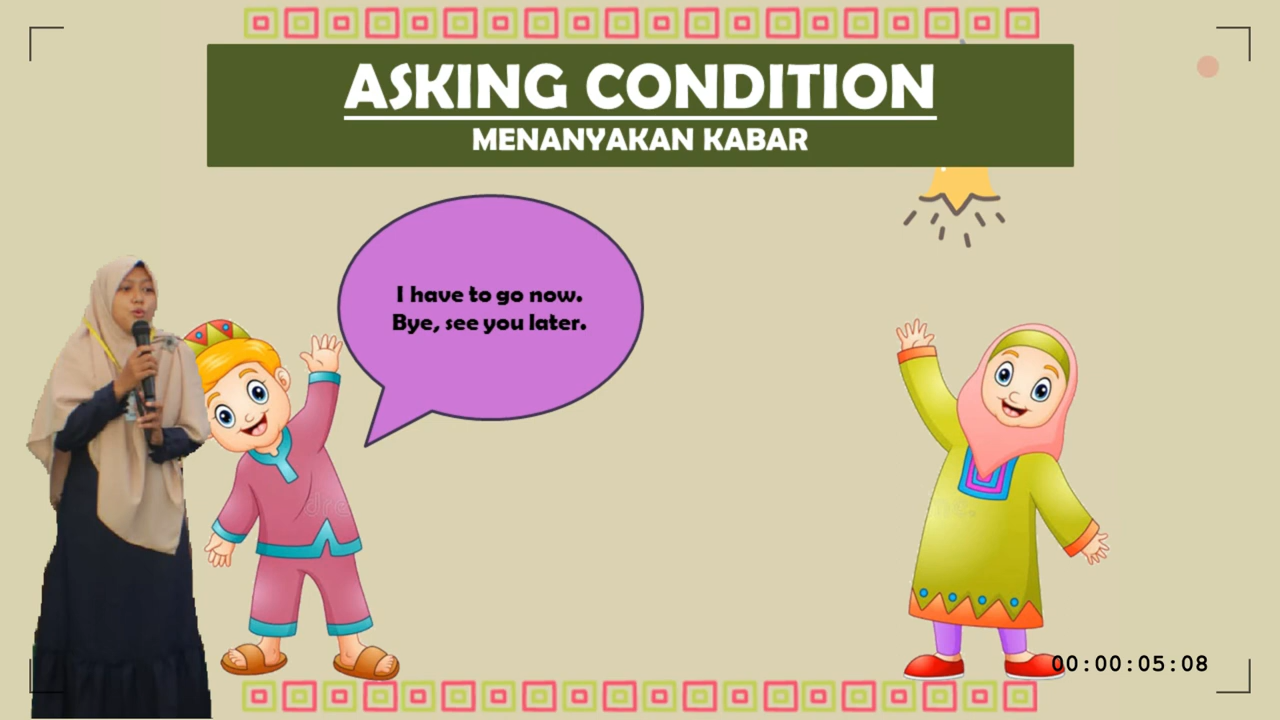 ASKING CONDITION
MENANYAKAN KABAR
I have to go now.
Bye, see you later.
00:00:05:08